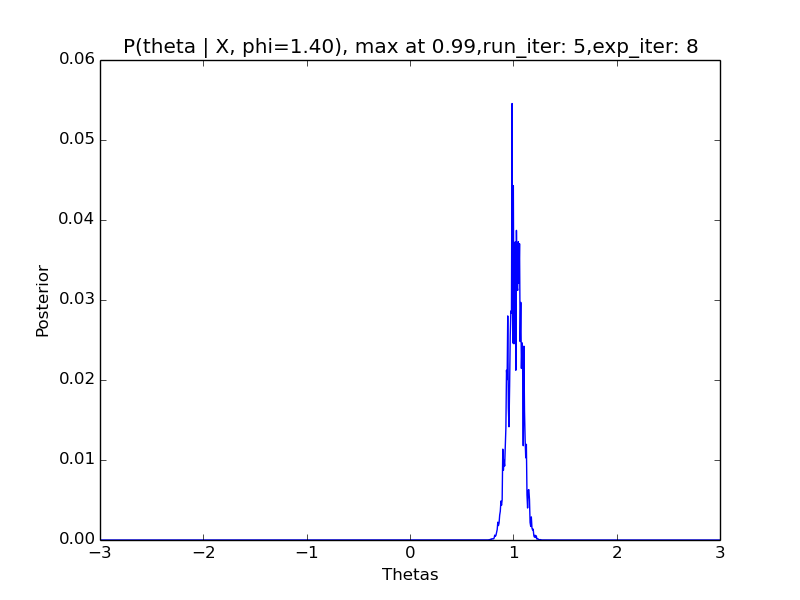 P(theta | X, phi=1.40), max at 0.99,run_iter: 5,exp_iter: 8
0.06
0.05
0.04
0.03
0.02
0.01
0.00
Posterior
−3 −2 −1 0 1 2 3
Thetas